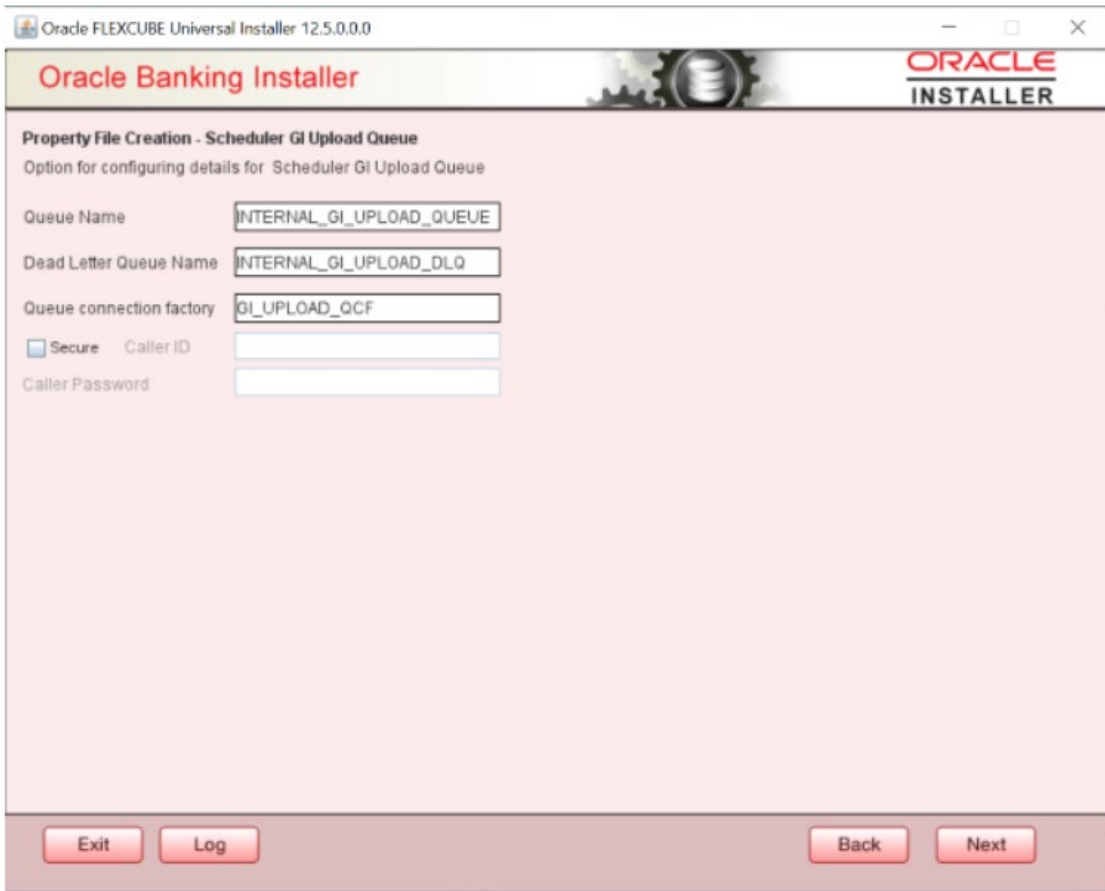 Oracle FLEXCUBE Universal Installer 12.5.0.0.0
Oracle Banking Installer
ORACLE
INSTALLER
Property File Creation - Scheduler GI Upload Queue
Option for configuring details for Scheduler GI Upload Queue
Queue Name INTERNAL_GI_UPLOAD_QUEUE
Dead Letter Queue Name INTERNAL_GI_UPLOAD_DLQ
Queue connection factory GI_UPLOAD_QCF
Secure Caller ID
Caller Password
Exit Log Back Next